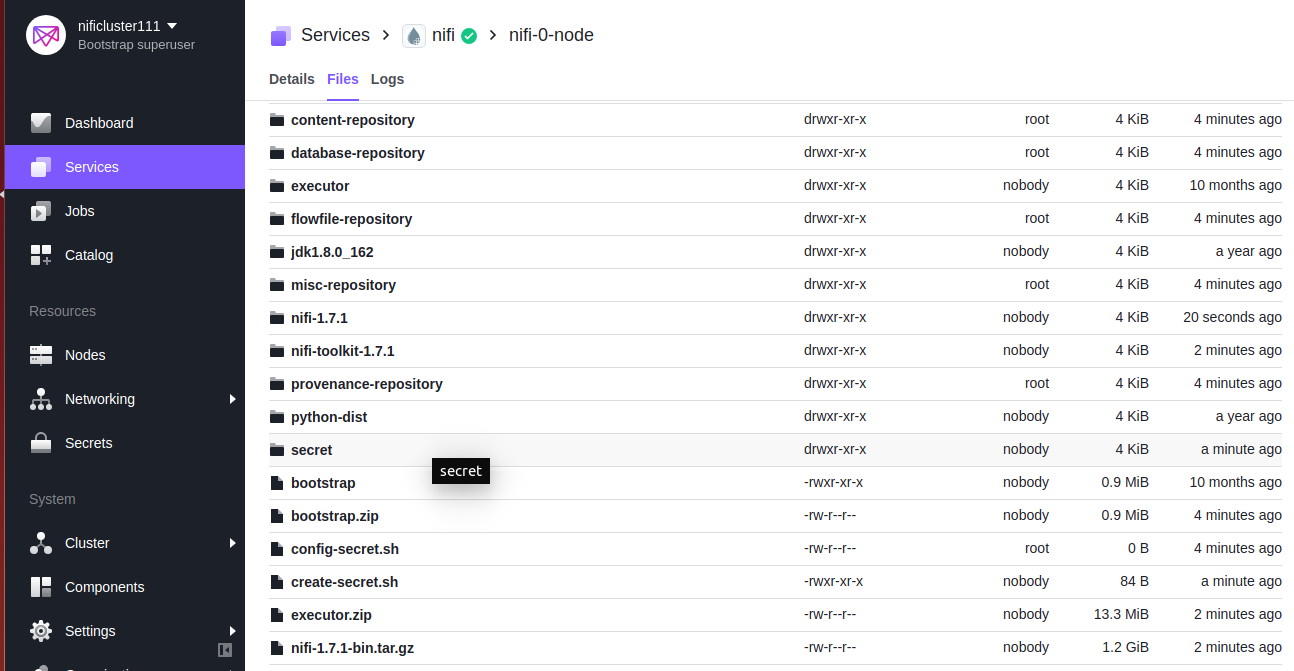 nificluster111
Bootstrap superuser
Dashboard
Services
Jobs
Catalog
Resources
Nodes
Networking
Secrets
System
Cluster
Components
Settings
Services > nifi > nifi-0-node
Details Files Logs
content-repository drwxr-xr-x root 4 KiB 4 minutes ago
database-repository drwxr-xr-x root 4 KiB 4 minutes ago
executor drwxr-xr-x nobody 4 KiB 10 months ago
flowfile-repository drwxr-xr-x root 4 KiB 4 minutes ago
jdk1.8.0_162 drwxr-xr-x nobody 4 KiB a year ago
misc-repository drwxr-xr-x root 4 KiB 4 minutes ago
nifi-1.7.1 drwxr-xr-x nobody 4 KiB 20 seconds ago
nifi-toolkit-1.7.1 drwxr-xr-x nobody 4 KiB 2 minutes ago
provenance-repository drwxr-xr-x root 4 KiB 4 minutes ago
python-dist drwxr-xr-x nobody 4 KiB a year ago
secret drwxr-xr-x nobody 4 KiB a minute ago
secret
bootstrap -rwxr-xr-x nobody 0.9 MiB 10 months ago
bootstrap.zip -rw-r--r-- nobody 0.9 MiB 4 minutes ago
config-secret.sh -rw-r--r-- root 0 B 4 minutes ago
create-secret.sh -rwxr-xr-x nobody 84 B a minute ago
executor.zip -rw-r--r-- nobody 13.3 MiB 2 minutes ago
nifi-1.7.1-bin.tar.gz -rw-r--r-- nobody 1.2 GiB 2 minutes ago